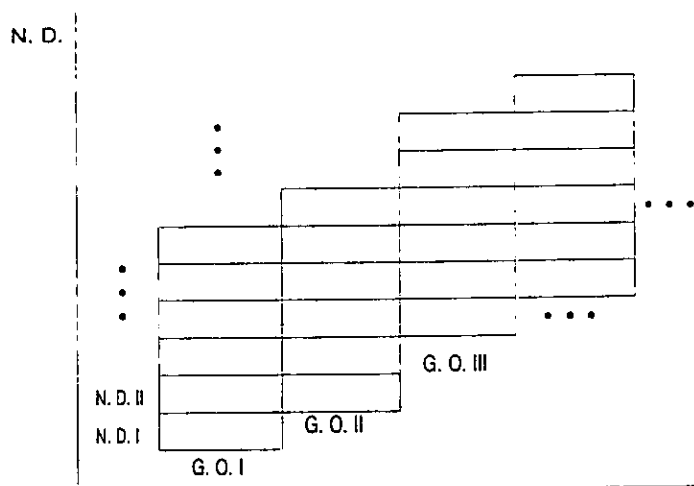 N. D.
G. O. III
N. D. II
G. O. II
N. D. I
G. O. I